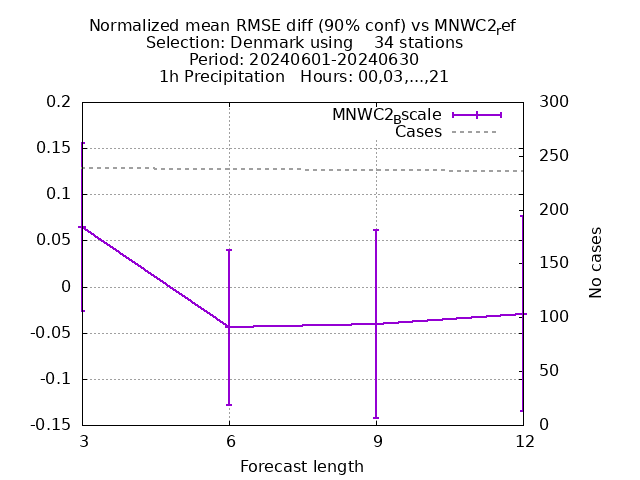 Normalized mean RMSE diff (90% conf) vs MNWC2ref
Selection: Denmark using    34 stations
Period: 20240601-20240630
1h Precipitation   Hours: 00,03,...,21
MNWC2Bscale
Cases
0.2
0.15
0.1
0.05
0
-0.05
-0.1
-0.15
300
250
200
150
100
50
0
No cases
3
6
9
12
Forecast length